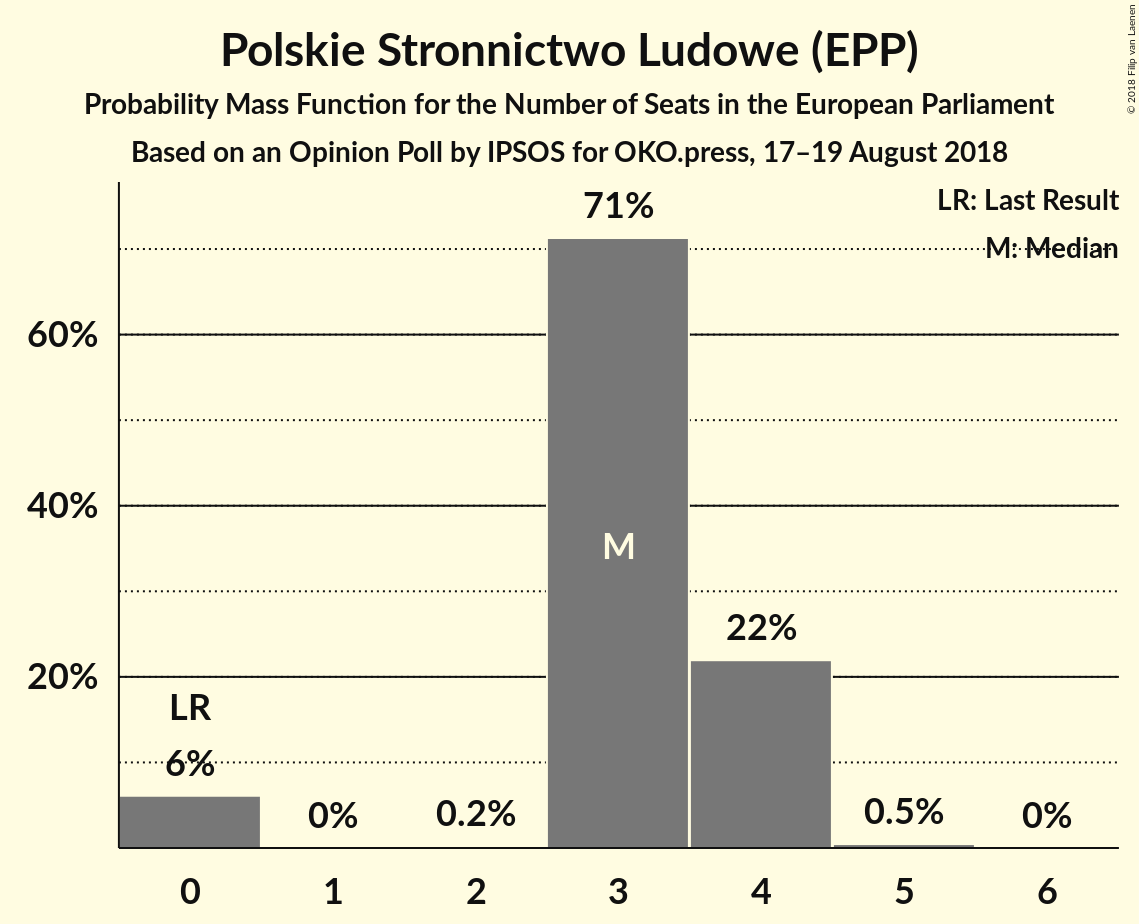 Polskie Stronnictwo Ludowe (EPP)
Probability Mass Function for the Number of Seats in the European Parliament
Based on an Opinion Poll by IPSOS for OKO.press, 17–19 August 2018
© 2018 Filip van Laenen
LR: Last Result
M: Median
71%
60%
40%
M
22%
20%
LR
6%
0%
0.2%
0.5%
0%
0
1
2
3
4
5
6